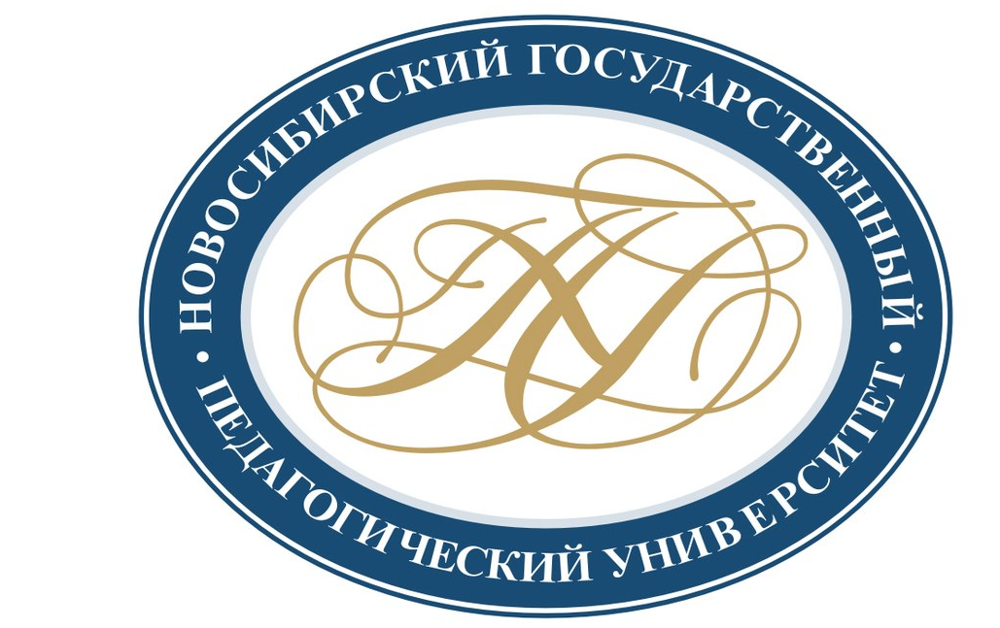 НОВОСИБИРСКИЙ ГОСУДАРСТВЕННЫЙ
ПЕДАГОГИЧЕСКИЙ УНИВЕРСИТЕТ